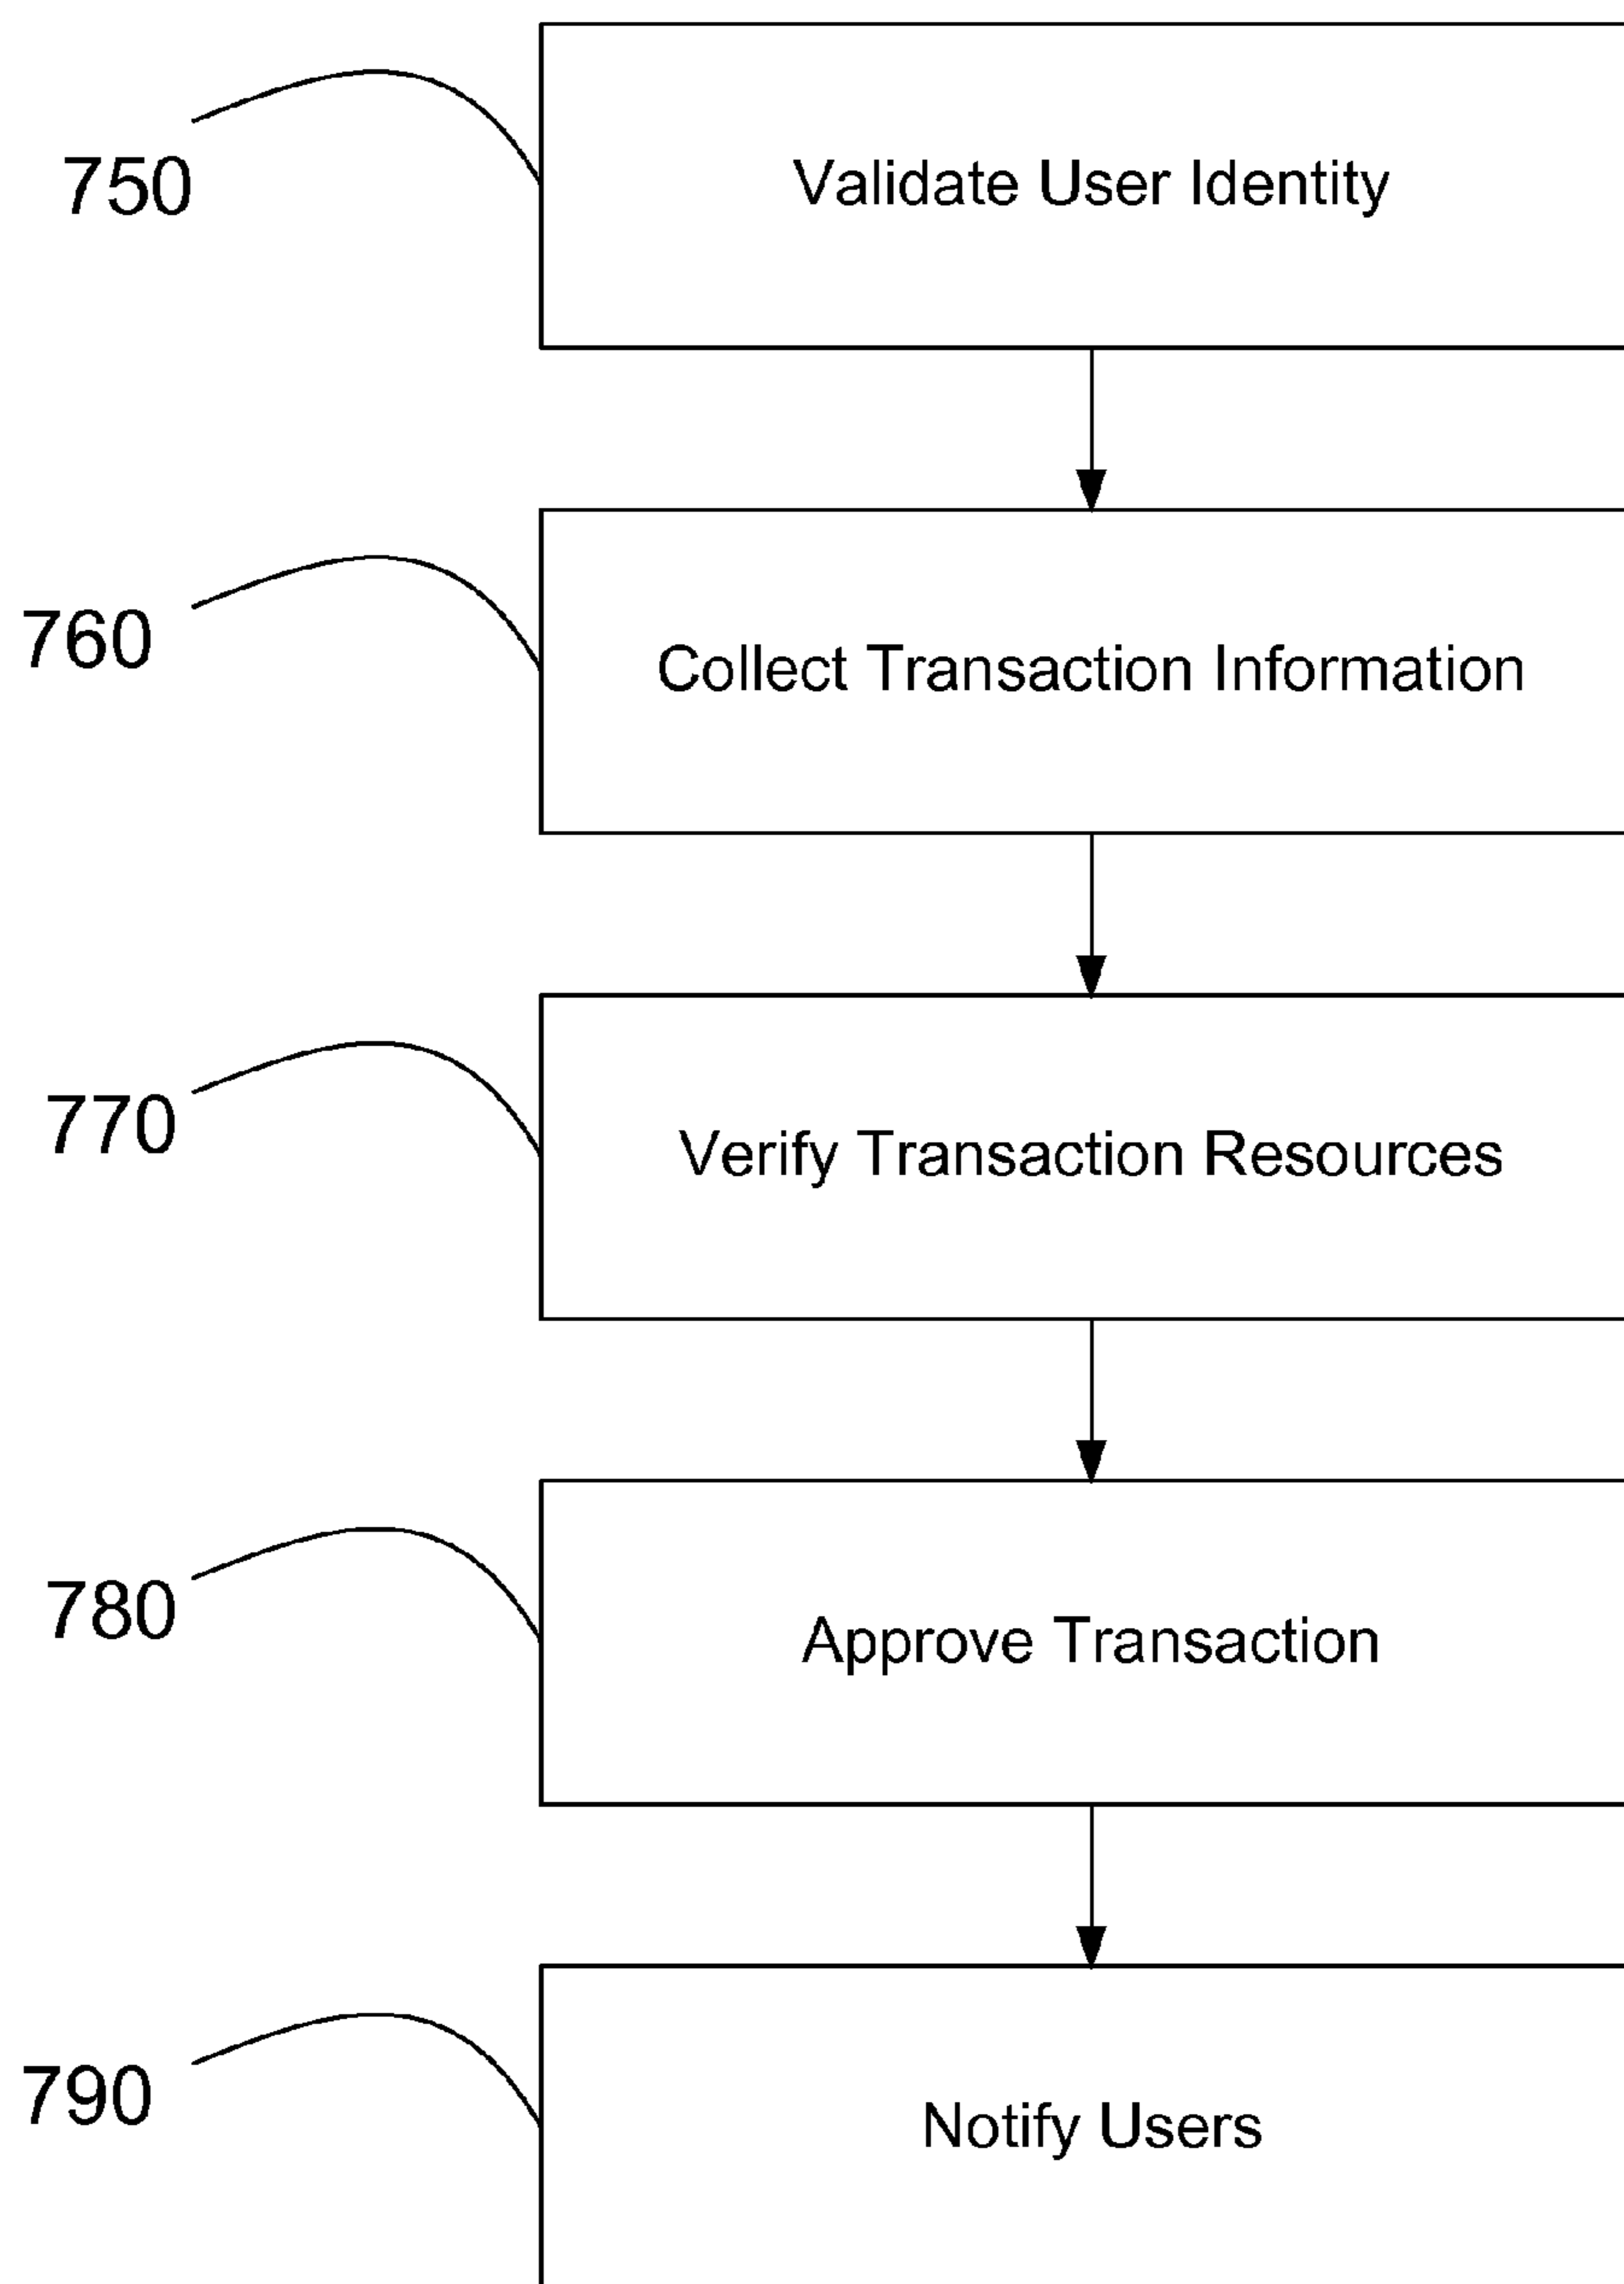 750
Validate User Identity
760
Collect Transaction Information
770
Verify Transaction Resources
780
Approve Transaction
790
Notify Users